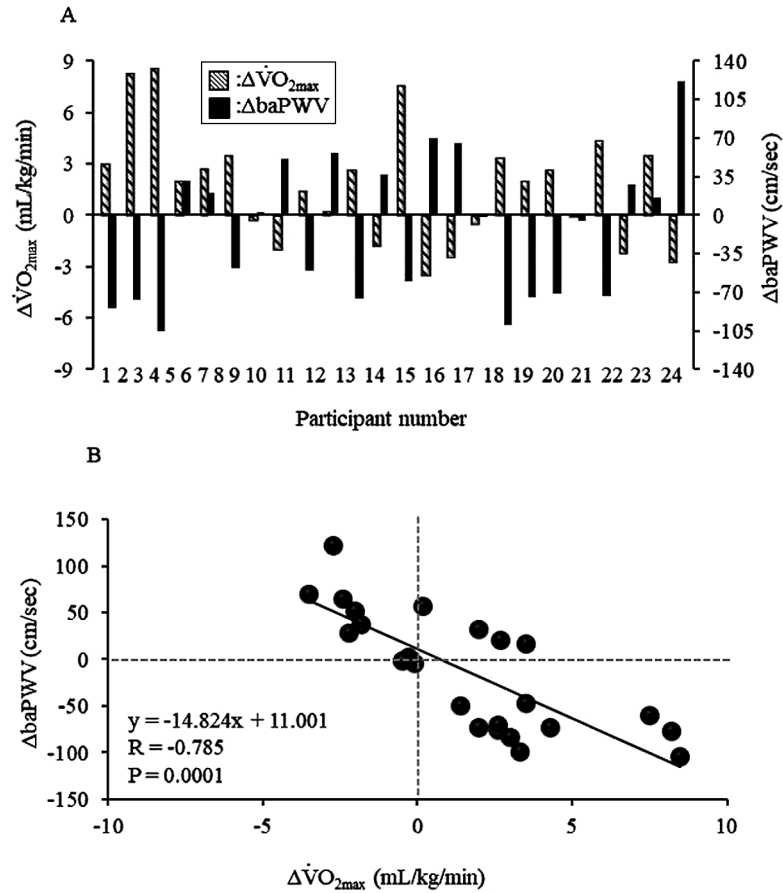 A
9
6
3
0
-3
-6
-9
ΔV̇O2max (mL/kg/min)
:ΔV̇O2max
:ΔbaPWV
140
105
70
35
0
-35
-70
-105
-140
ΔbaPWV (cm/sec)
1 2 3 4 5 6 7 8 9 10 11 12 13 14 15 16 17 18 19 20 21 22 23 24
Participant number
B
150
100
50
0
-50
-100
-150
ΔbaPWV (cm/sec)
y = -14.824x + 11.001
R = -0.785
P = 0.0001
-10 -5 0 5 10
ΔV̇O2max (mL/kg/min)